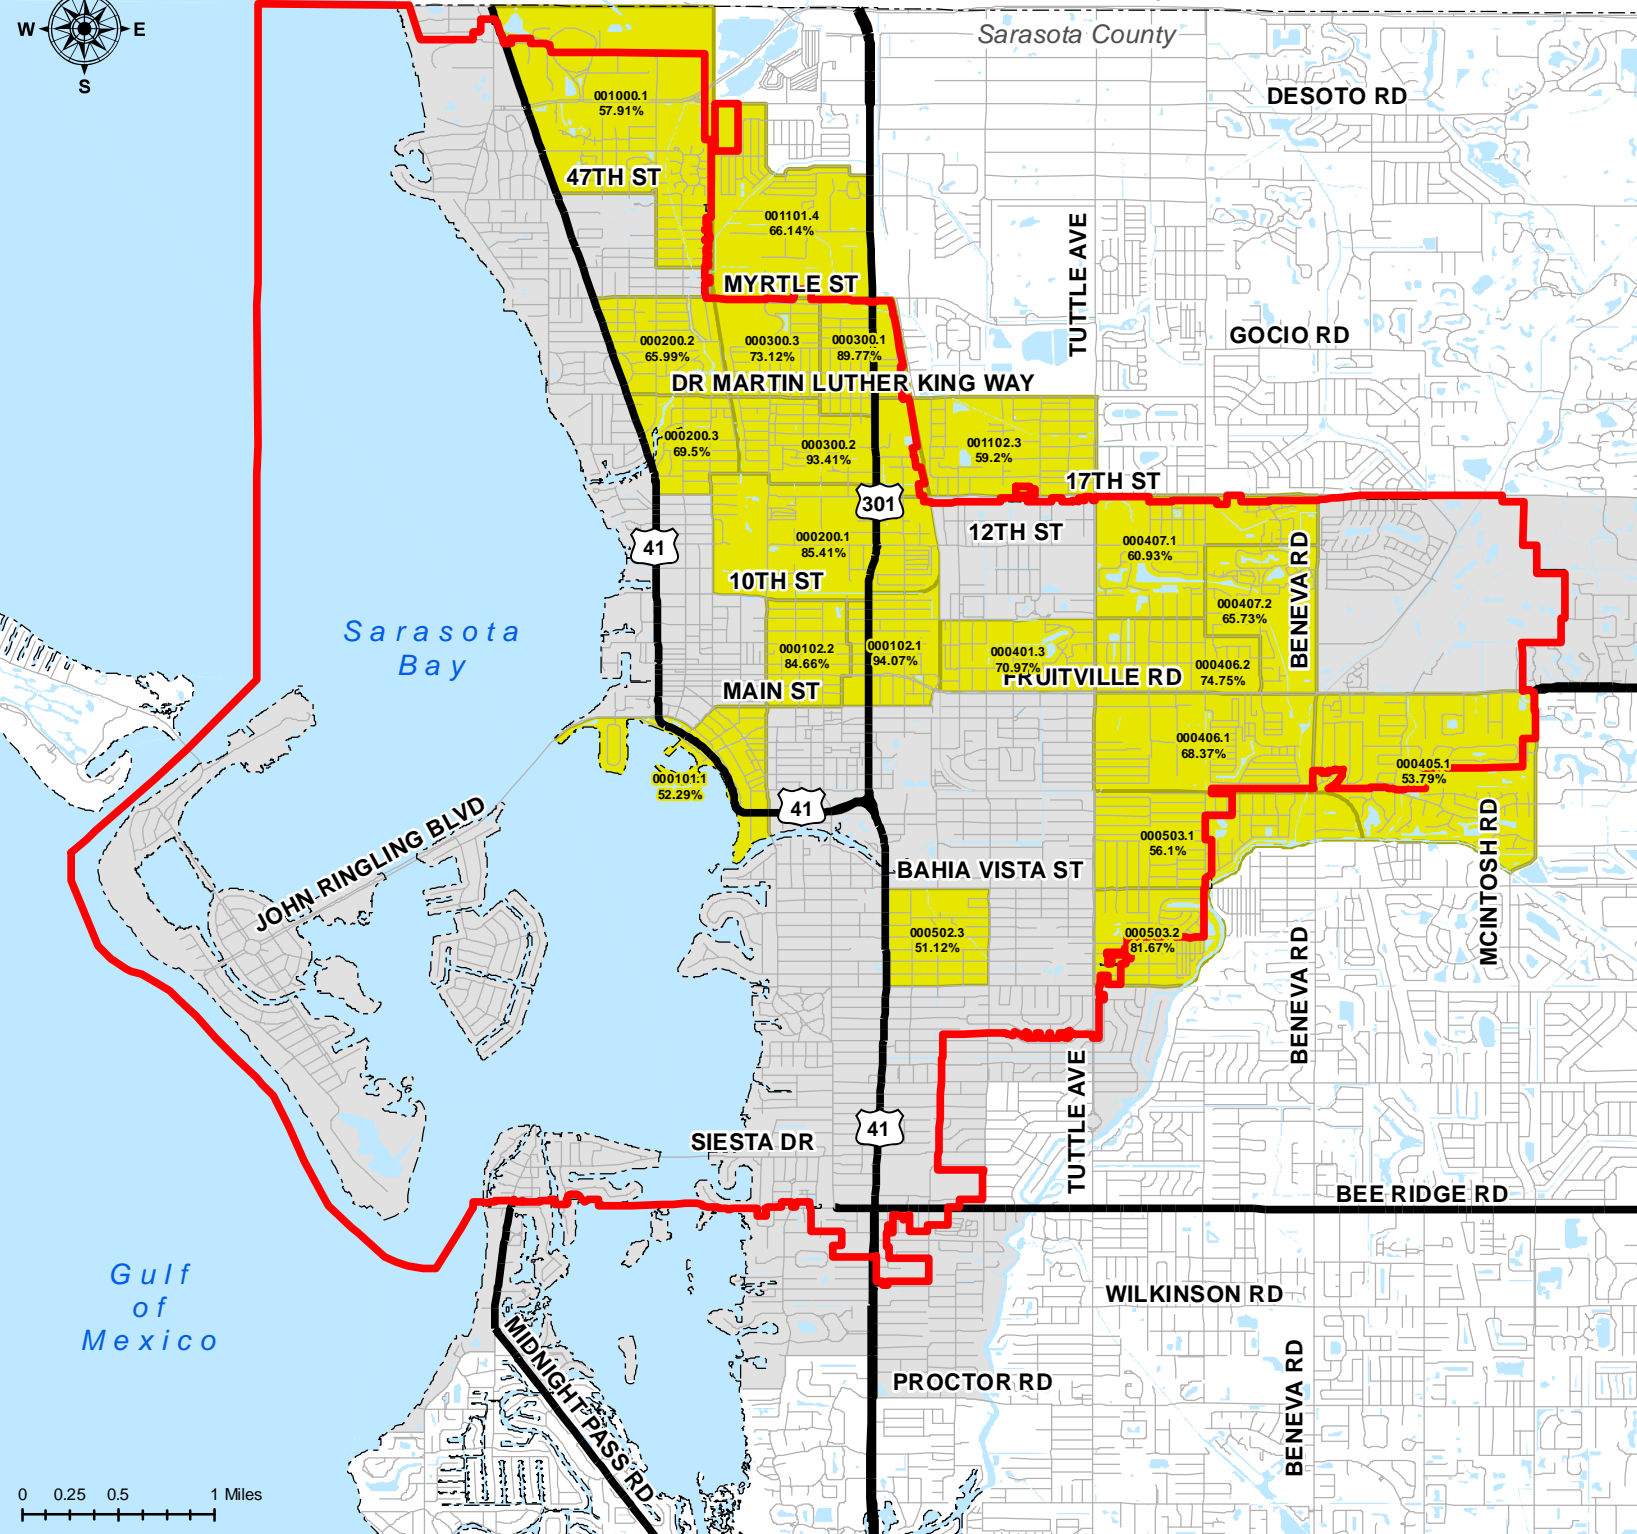 W
E
S
Sarasota County
DESOTO RD
001000.1
57.91%
47TH ST
001101.4
66.14%
TUTTLE AVE
MYRTLE ST
GOCIO RD
000200.2
65.99%
000300.3
73.12%
000300.1
89.77%
DR MARTIN LUTHER KING WAY
000200.3
69.5%
000300.2
93.41%
001102.3
59.2%
17TH ST
301
12TH ST
41
000200.1
85.41%
000407.1
60.93%
BENEVA RD
10TH ST
000407.2
65.73%
Sarasota
Bay
000102.2
84.66%
000102.1
94.07%
000401.3
70.97%
000406.2
74.75%
FRUITVILLE RD
MAIN ST
000406.1
68.37%
000405.1
53.79%
000101.1
52.29%
41
JOHN RINGLING BLVD
000503.1
56.1%
MCINTOSH RD
BAHIA VISTA ST
000502.3
51.12%
000503.2
81.67%
BENEVA RD
TUTTLE AVE
41
SIESTA DR
BEE RIDGE RD
Gulf
of
Mexico
WILKINSON RD
MIDNIGHT PASS RD
PROCTOR RD
BENEVA RD
0 0.25 0.5 1 Miles